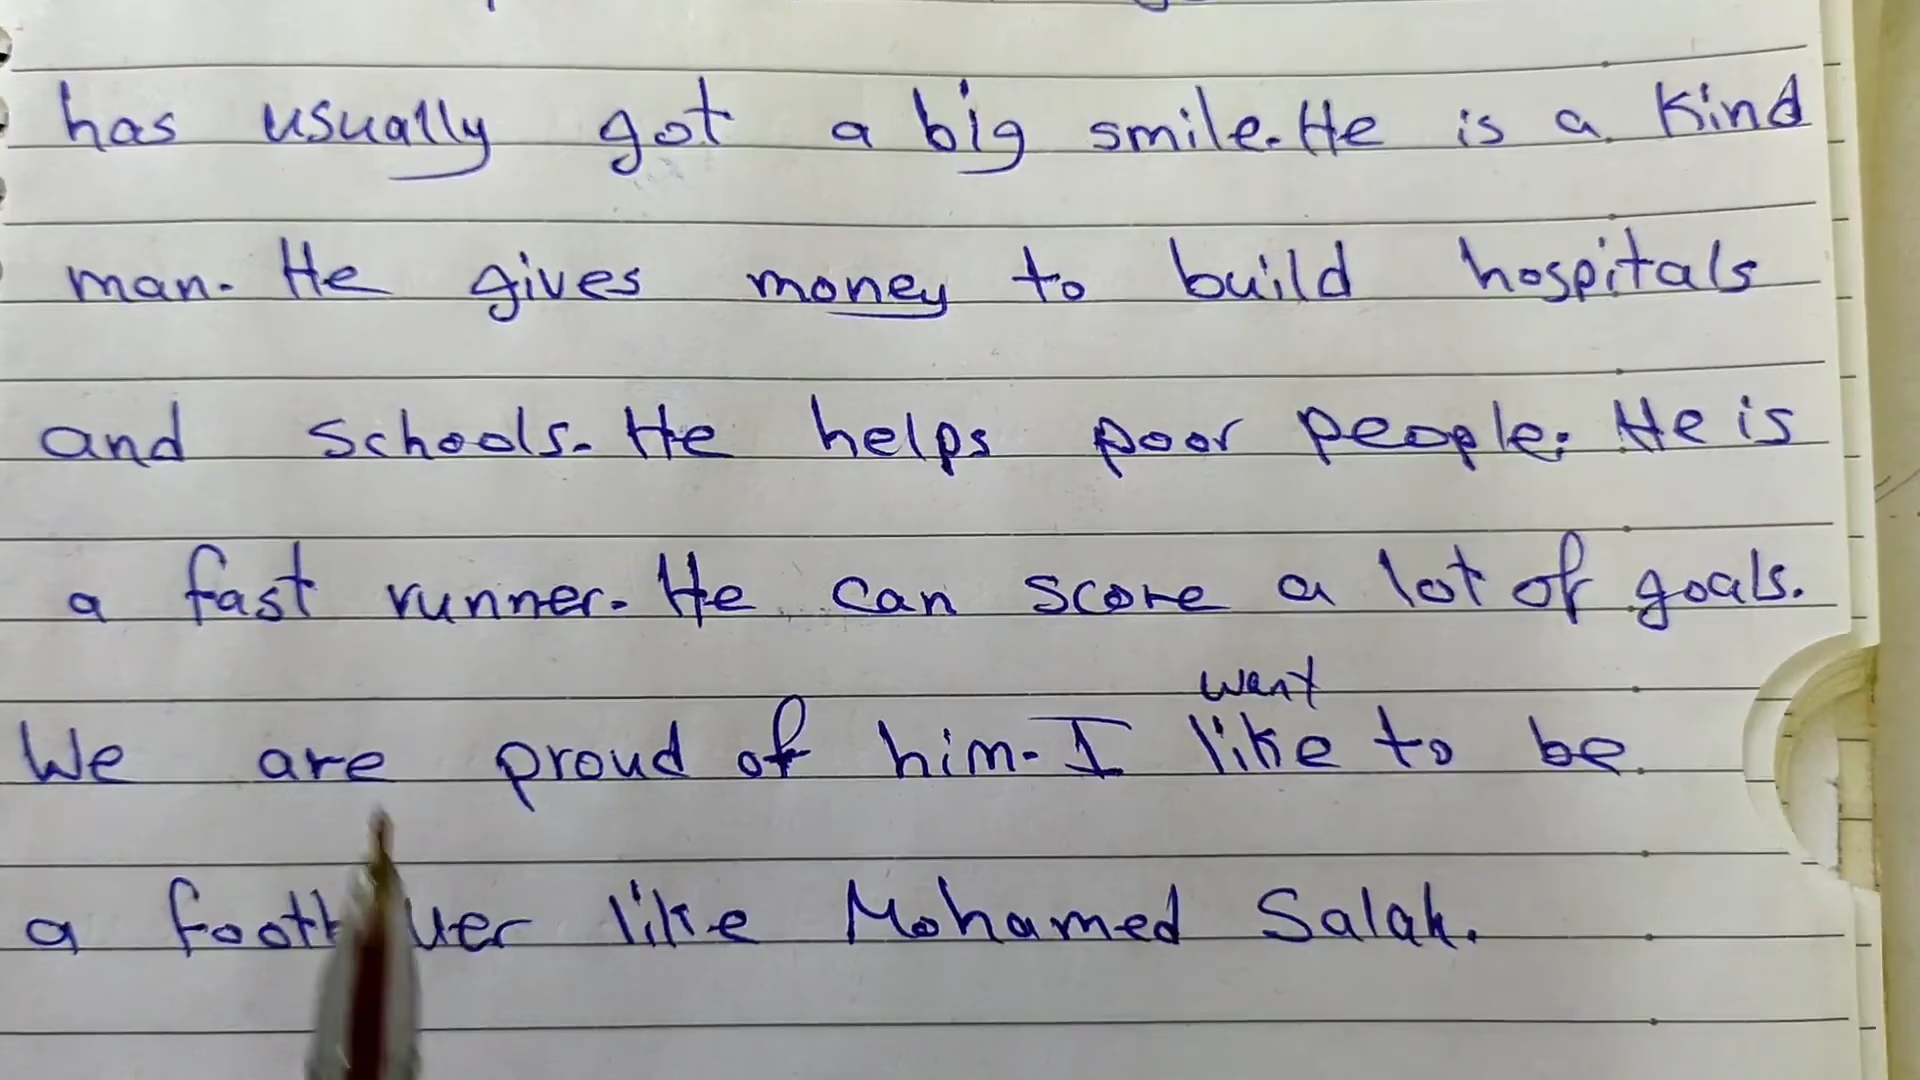 has usually got a big smile. He is a kind
man. He gives money to build hospitals
and schools. He helps poor people. He is
a fast runner. He can score a lot of goals.
want
We are proud of him. I like to be
a like Mohamed Salah.